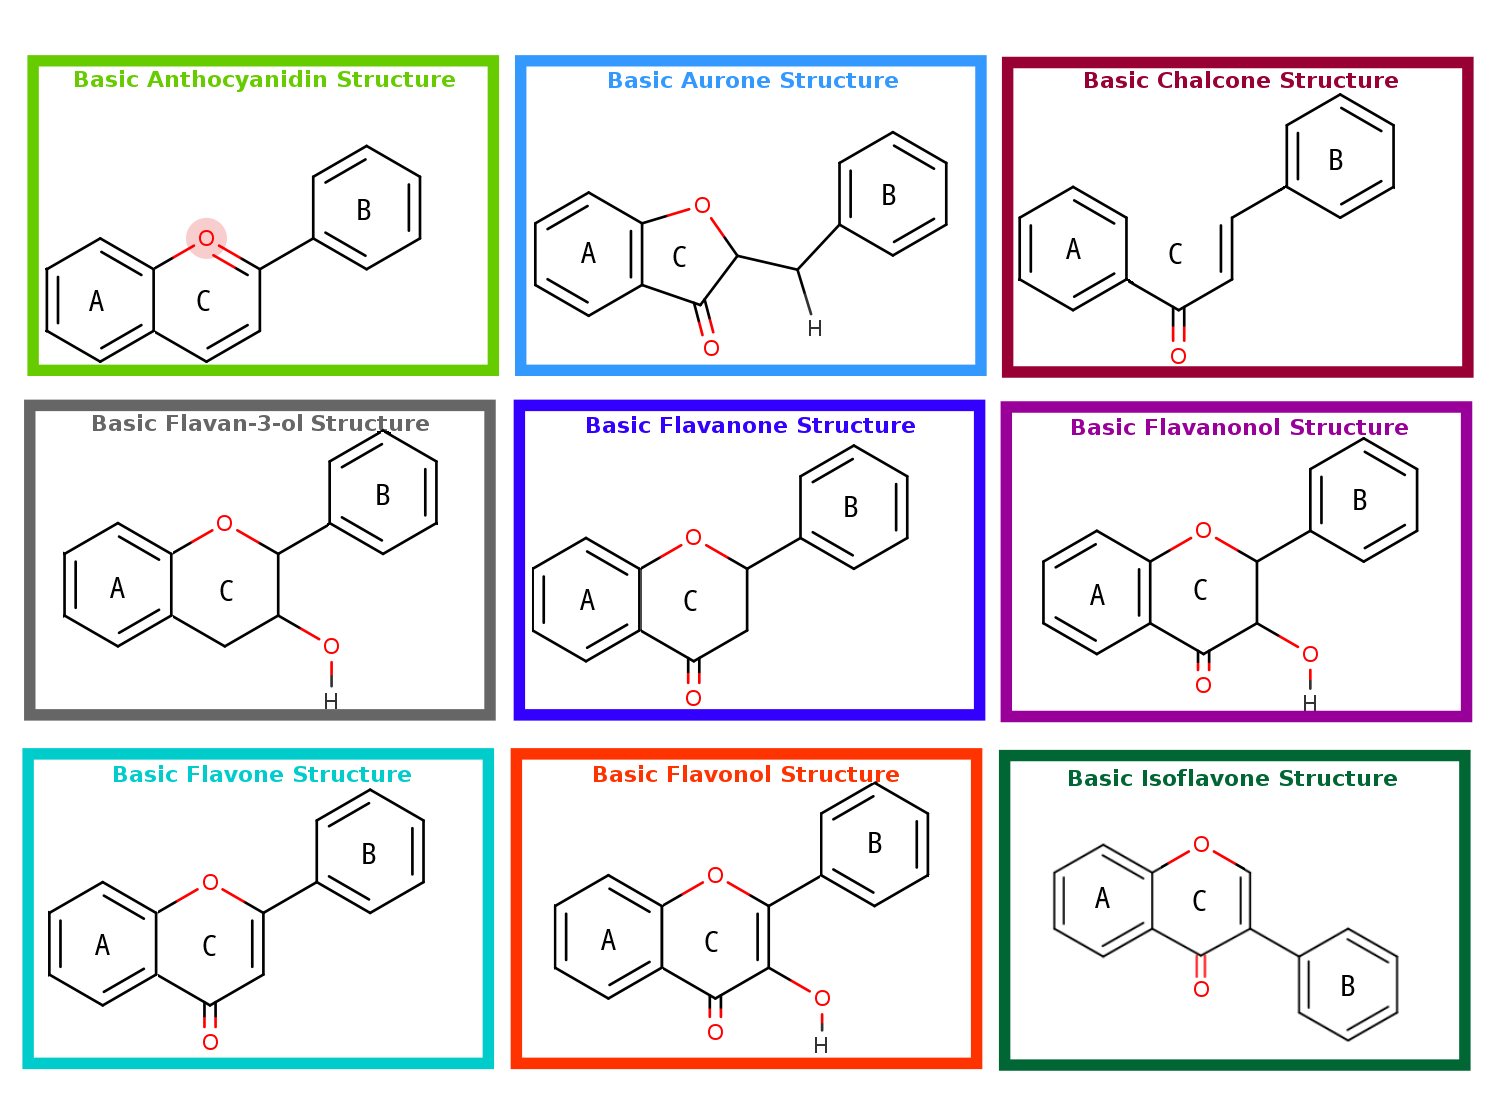 Basic Anthocyanidin Structure
O
B
A
C
Basic Aurone Structure
O
B
A
C
H
O
Basic Chalcone Structure
B
A
C
O
Basic Flavan-3-ol Structure
B
O
A
C
O
H
Basic Flavanone Structure
B
O
A
C
O
Basic Flavanonol Structure
B
O
A
C
O
O
H
Basic Flavone Structure
B
O
A
C
O
Basic Flavonol Structure
B
O
A
C
O
O
H
Basic Isoflavone Structure
O
A
C
B
O